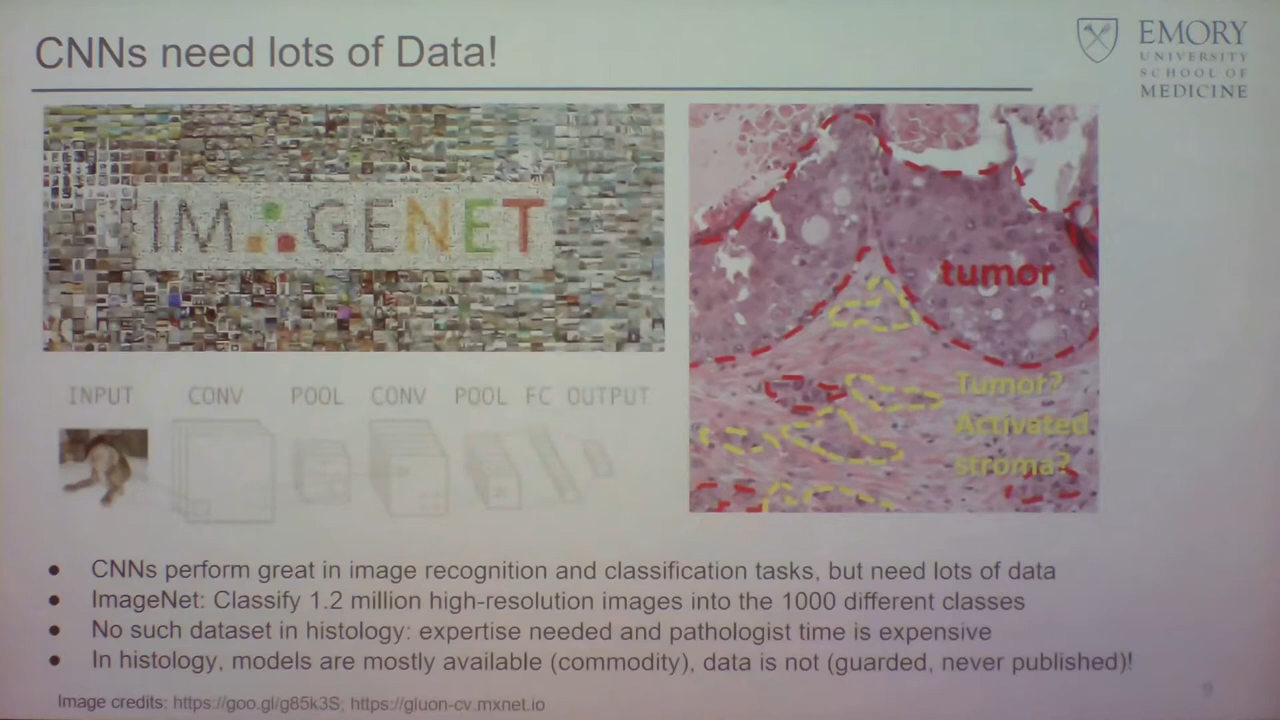 CNNs need lots of Data!
EMORY
UNIVERSITY
SCHOOL OF
MEDICINE
IMAGENET
tumor
Tumor?
Activated
stroma?
INPUT CONV POOL CONV POOL FC OUTPUT
CNNs perform great in image recognition and classification tasks, but need lots of data
ImageNet: Classify 1.2 million high-resolution images into the 1000 different classes
No such dataset in histology: expertise needed and pathologist time is expensive
In histology, models are mostly available (commodity), data is not (guarded, never published)!
Image credits: https://goo.gl/g85k3S; https://gluon-cv.mxnet.io